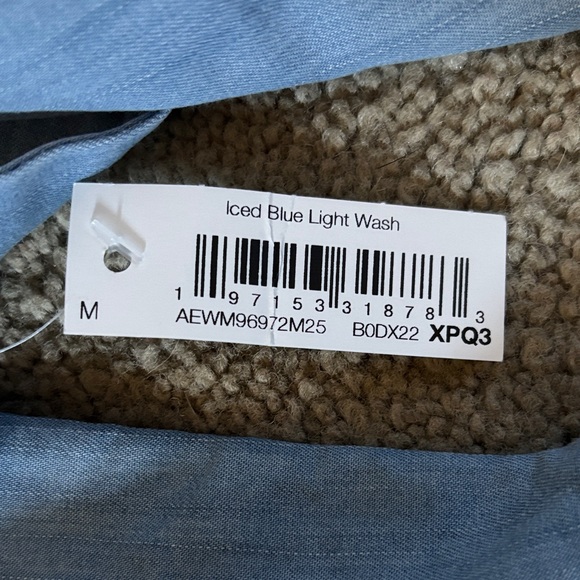 Iced Blue Light Wash
1 97153 31878 3
M
AEWM96972M25 B0DX22 XPQ3